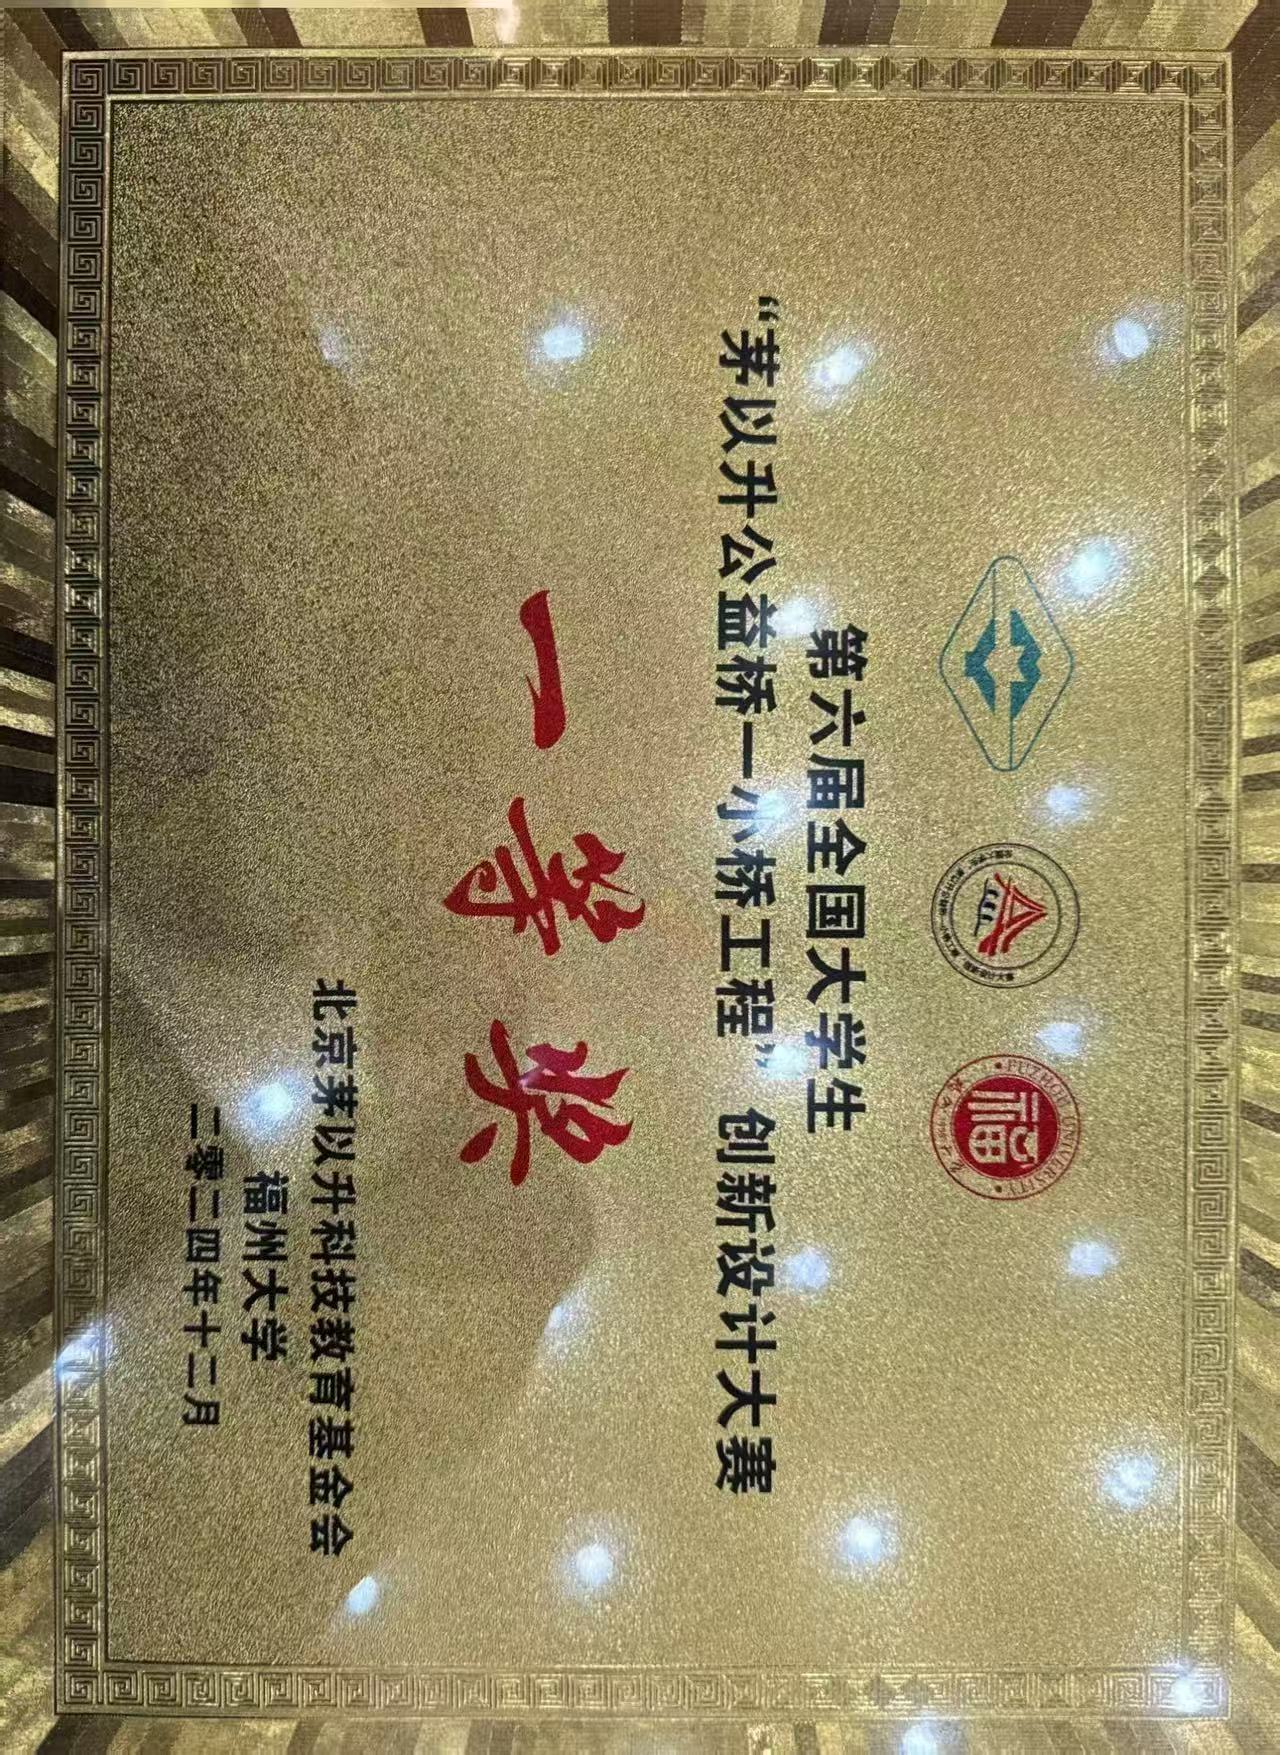 FUZHOU UNIVERSITY
第六届全国大学生
“茅以升公益桥—小桥工程”创新设计大赛
一等奖
北京茅以升科技教育基金会
福州大学
二零二四年十二月